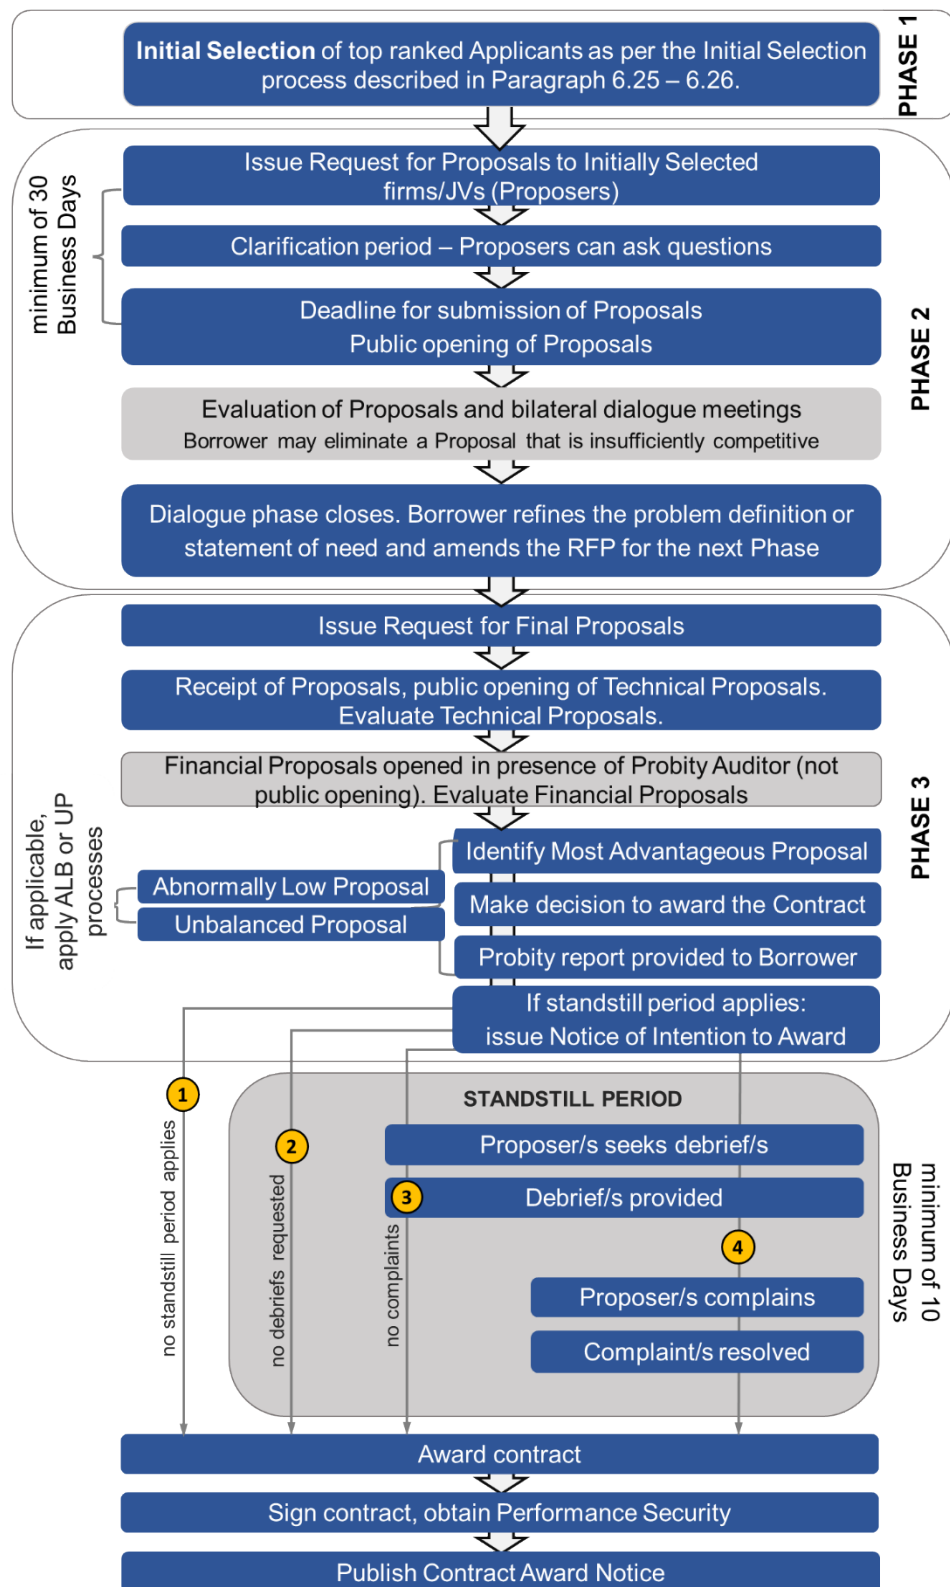 Initial Selection of top ranked Applicants as per the Initial Selection
process described in Paragraph 6.25 – 6.26.
PHASE 1
Issue Request for Proposals to Initially Selected
firms/JVs (Proposers)
minimum of 30
Business Days
Clarification period – Proposers can ask questions
Deadline for submission of Proposals
Public opening of Proposals
PHASE 2
Evaluation of Proposals and bilateral dialogue meetings
Borrower may eliminate a Proposal that is insufficiently competitive
Dialogue phase closes. Borrower refines the problem definition or
statement of need and amends the RFP for the next Phase
Issue Request for Final Proposals
Receipt of Proposals, public opening of Technical Proposals.
Evaluate Technical Proposals.
Financial Proposals opened in presence of Probity Auditor (not
public opening). Evaluate Financial Proposals
PHASE 3
If applicable,
apply ALB or UP
processes
Abnormally Low Proposal
Unbalanced Proposal
Identify Most Advantageous Proposal
Make decision to award the Contract
Probity report provided to Borrower
If standstill period applies:
issue Notice of Intention to Award
1
no standstill period applies
STANDSTILL PERIOD
2
no debriefs requested
Proposer/s seeks debrief/s
3
no complaints
Debrief/s provided
4
Proposer/s complains
Complaint/s resolved
minimum of 10
Business Days
Award contract
Sign contract, obtain Performance Security
Publish Contract Award Notice